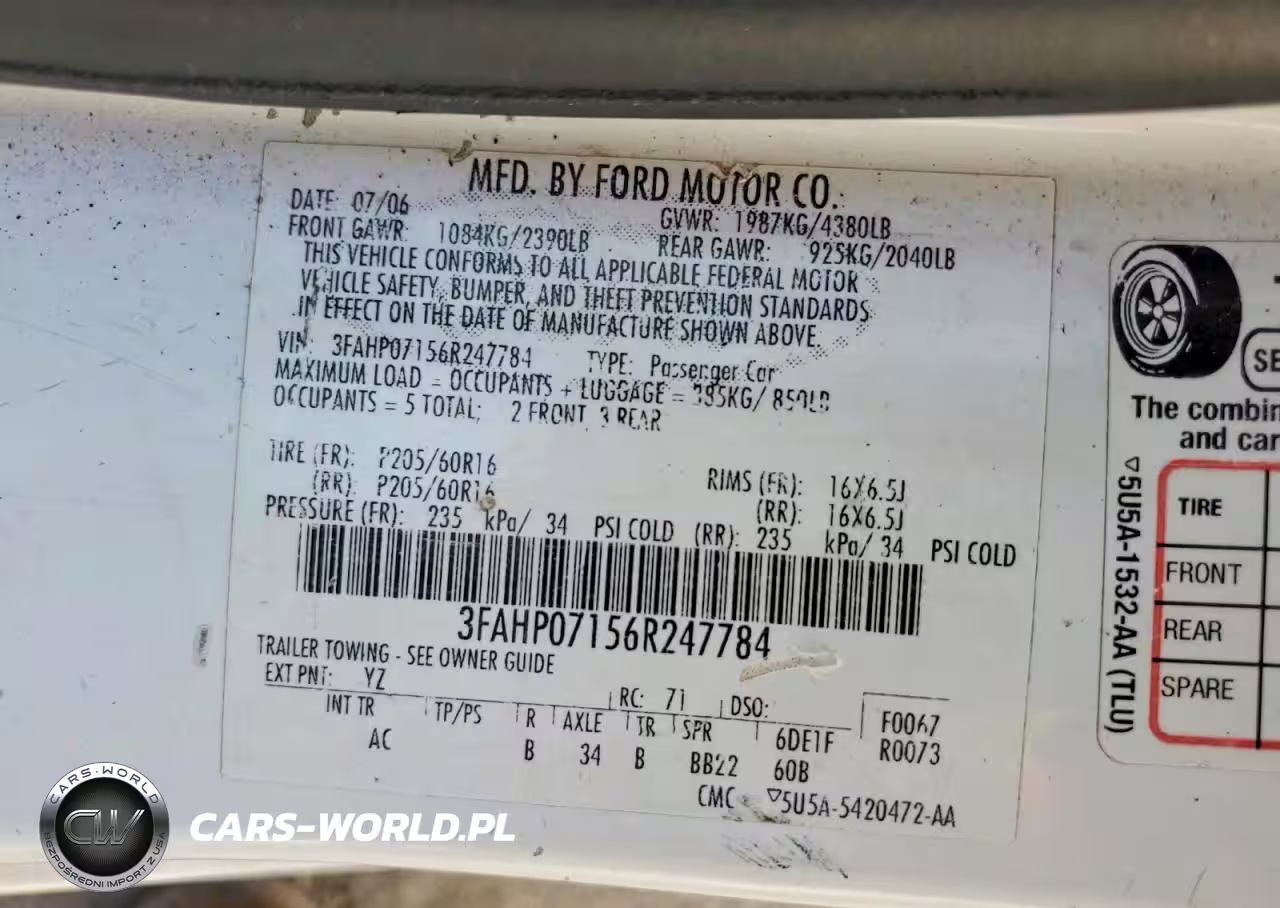 MFD. BY FORD MOTOR CO.
DATE: 07/06 GVWR: 1987KG/4380LB
FRONT GAWR: 1084KG/2390LB REAR GAWR: 925KG/2040LB
THIS VEHICLE CONFORMS TO ALL APPLICABLE FEDERAL MOTOR
VEHICLE SAFETY, BUMPER, AND THEFT PREVENTION STANDARDS
IN EFFECT ON THE DATE OF MANUFACTURE SHOWN ABOVE.
VIN: 3FAHP07156R247784 TYPE: Passenger Car
MAXIMUM LOAD = OCCUPANTS + LUGGAGE = 385KG/ 850LB
OCCUPANTS = 5 TOTAL; 2 FRONT, 3 REAR
TIRE (FR): P205/60R16 RIMS (FR): 16X6.5J
(RR): P205/60R16 (RR): 16X6.5J
PRESSURE (FR): 235 kPa/ 34 PSI COLD (RR): 235 kPa/ 34 PSI COLD
3FAHP07156R247784
TRAILER TOWING - SEE OWNER GUIDE
EXT PNT: YZ RC: 71 DSO: F0067
INT TR TP/PS R AXLE TR SPR 6DE1F R0073
AC B 34 B BB22 60B
CMC ▽5U5A-5420472-AA
SE
The combin
and car
TIRE
FRONT
REAR
SPARE
▽5U5A-1532-AA (TLU)
CARS-WORLD
CW
BEZPOŚREDNI IMPORT Z USA
CARS-WORLD.PL